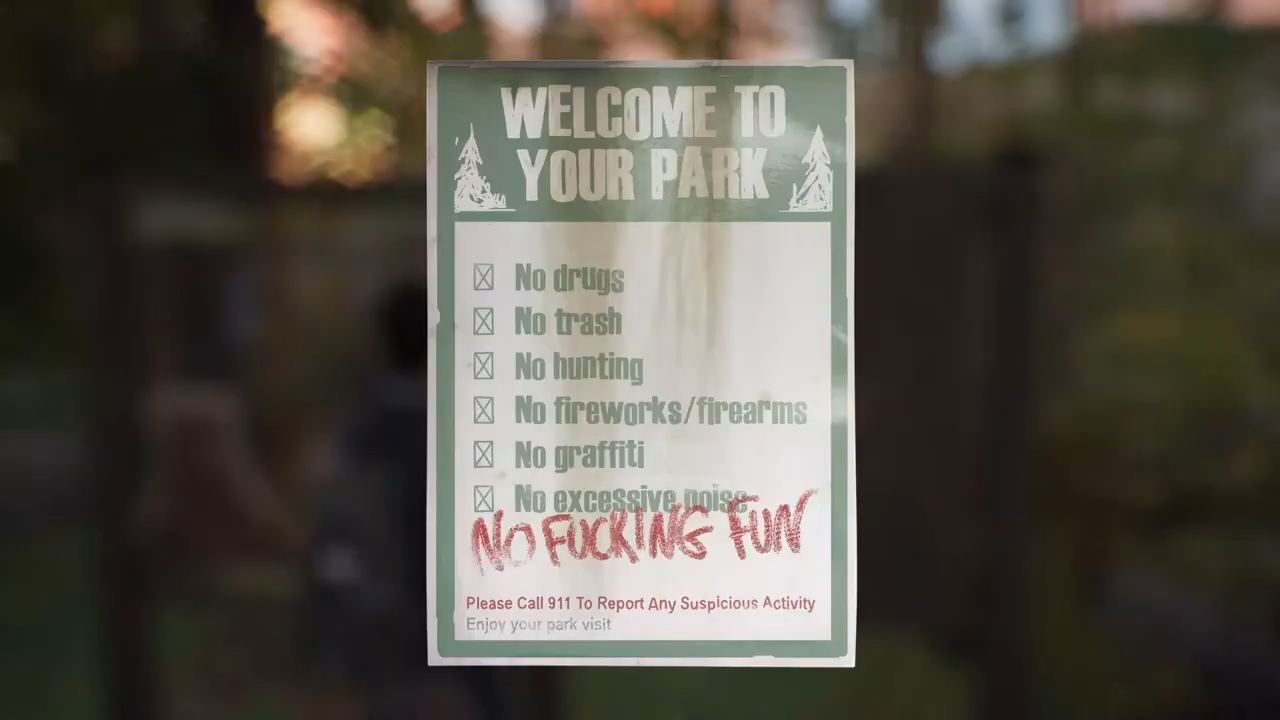 WELCOME TO
YOUR PARK
No drugs
No trash
No hunting
No fireworks/firearms
No graffiti
No excessive noise
NO FUCKING FUN
Please Call 911 To Report Any Suspicious Activity
Enjoy your park visit